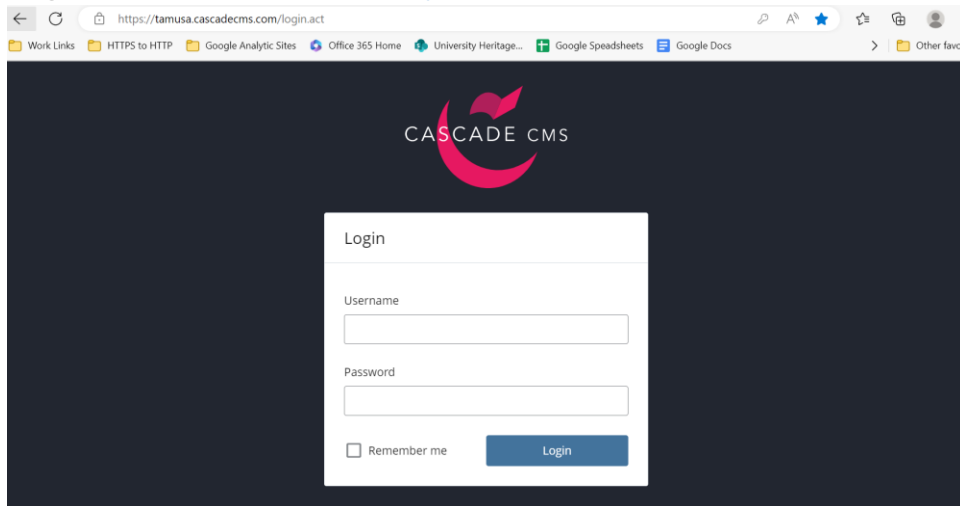 https://tamusa.cascadecms.com/login.act
Work Links HTTPS to HTTP Google Analytic Sites Office 365 Home University Heritage... Google Speadsheets Google Docs Other favo
CASCADE CMS
Login
Username
Password
Remember me Login